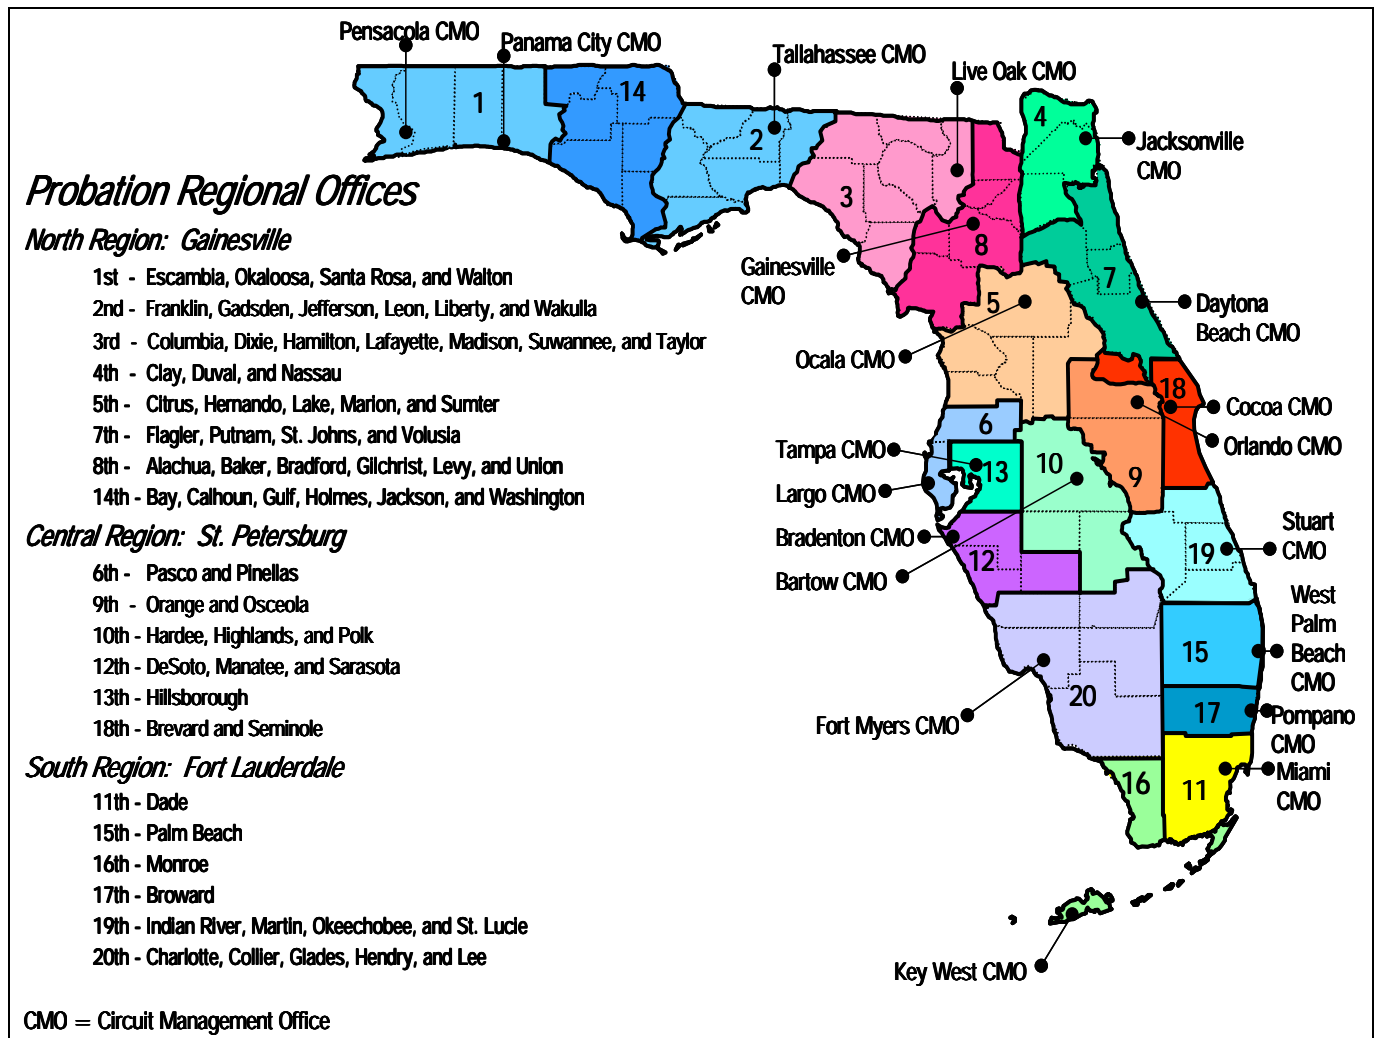 Pensacola CMO
Panama City CMO
Tallahassee CMO
Live Oak CMO
1
14
2
3
4
8
Jacksonville
CMO
Gainesville
CMO
5
7
Daytona
Beach CMO
Ocala CMO
18
Cocoa CMO
6
Orlando CMO
Tampa CMO
13
10
9
Largo CMO
Bradenton CMO
12
Bartow CMO
19
Stuart
CMO
West
Palm
Beach
CMO
15
20
17
Fort Myers CMO
Pompano
CMO
16
11
Miami
CMO
Key West CMO
Probation Regional Offices
North Region: Gainesville
1st - Escambia, Okaloosa, Santa Rosa, and Walton
2nd - Franklin, Gadsden, Jefferson, Leon, Liberty, and Wakulla
3rd - Columbia, Dixie, Hamilton, Lafayette, Madison, Suwannee, and Taylor
4th - Clay, Duval, and Nassau
5th - Citrus, Hernando, Lake, Marion, and Sumter
7th - Flagler, Putnam, St. Johns, and Volusia
8th - Alachua, Baker, Bradford, Gilchrist, Levy, and Union
14th - Bay, Calhoun, Gulf, Holmes, Jackson, and Washington
Central Region: St. Petersburg
6th - Pasco and Pinellas
9th - Orange and Osceola
10th - Hardee, Highlands, and Polk
12th - DeSoto, Manatee, and Sarasota
13th - Hillsborough
18th - Brevard and Seminole
South Region: Fort Lauderdale
11th - Dade
15th - Palm Beach
16th - Monroe
17th - Broward
19th - Indian River, Martin, Okeechobee, and St. Lucie
20th - Charlotte, Collier, Glades, Hendry, and Lee
CMO = Circuit Management Office